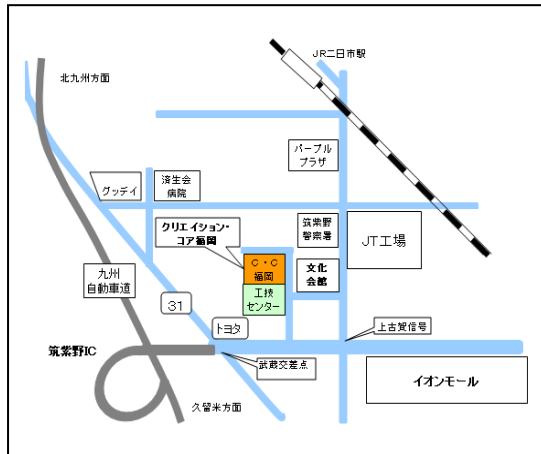 JR二日市駅
北九州方面
パープル
プラザ
グッデイ
済生会
病院
クリエイション・
コア福岡
筑紫野
警察署
JT工場
C・C
福岡
文化
会館
九州
自動車道
工技
センター
31
トヨタ
上古賀信号
筑紫野IC
武蔵交差点
イオンモール
久留米方面